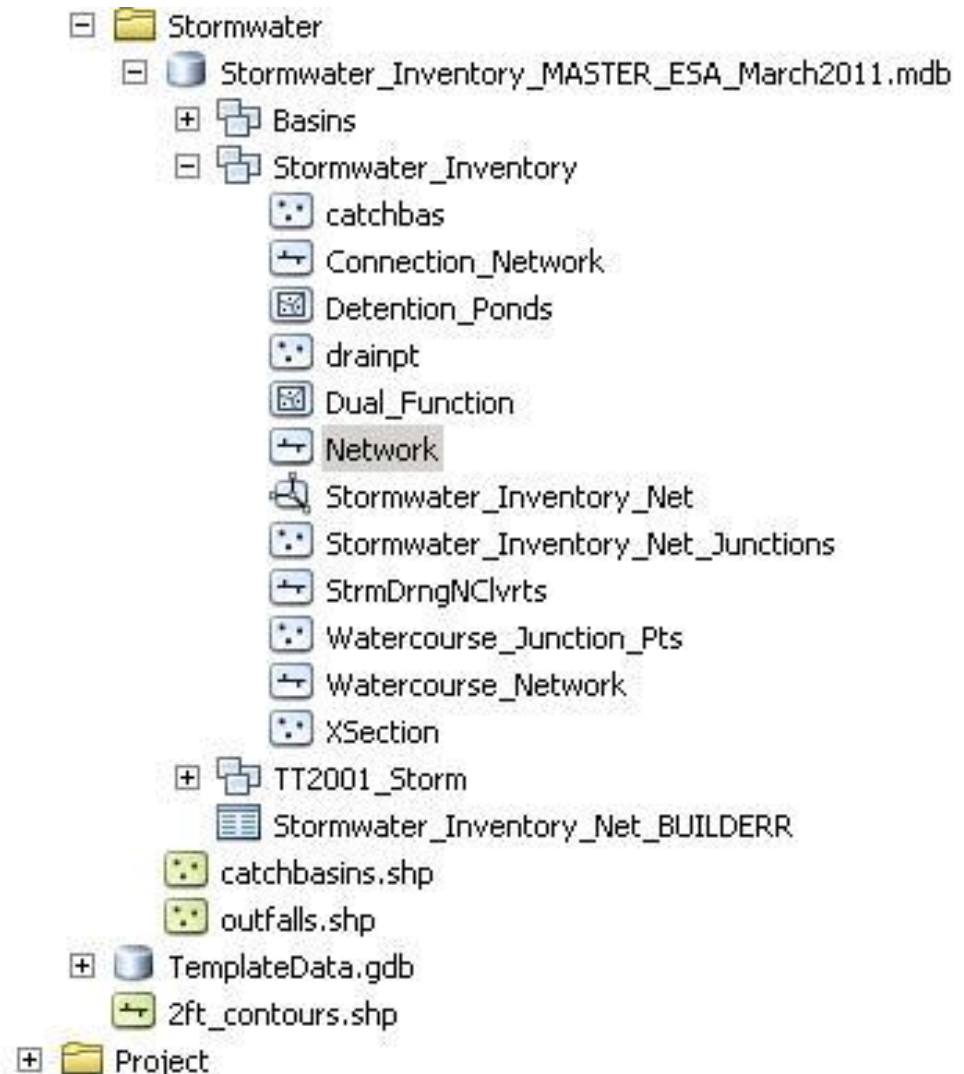 Stormwater
Stormwater_Inventory_MASTER_ESA_March2011.mdb
Basins
Stormwater_Inventory
catchbas
Connection_Network
Detention_Ponds
drainpt
Dual_Function
Network
Stormwater_Inventory_Net
Stormwater_Inventory_Net_Junctions
StrmDrngNClvrts
Watercourse_Junction_Pts
Watercourse_Network
XSection
TT2001_Storm
Stormwater_Inventory_Net_BUILDERR
catchbasins.shp
outfalls.shp
TemplateData.gdb
2ft_contours.shp
Project